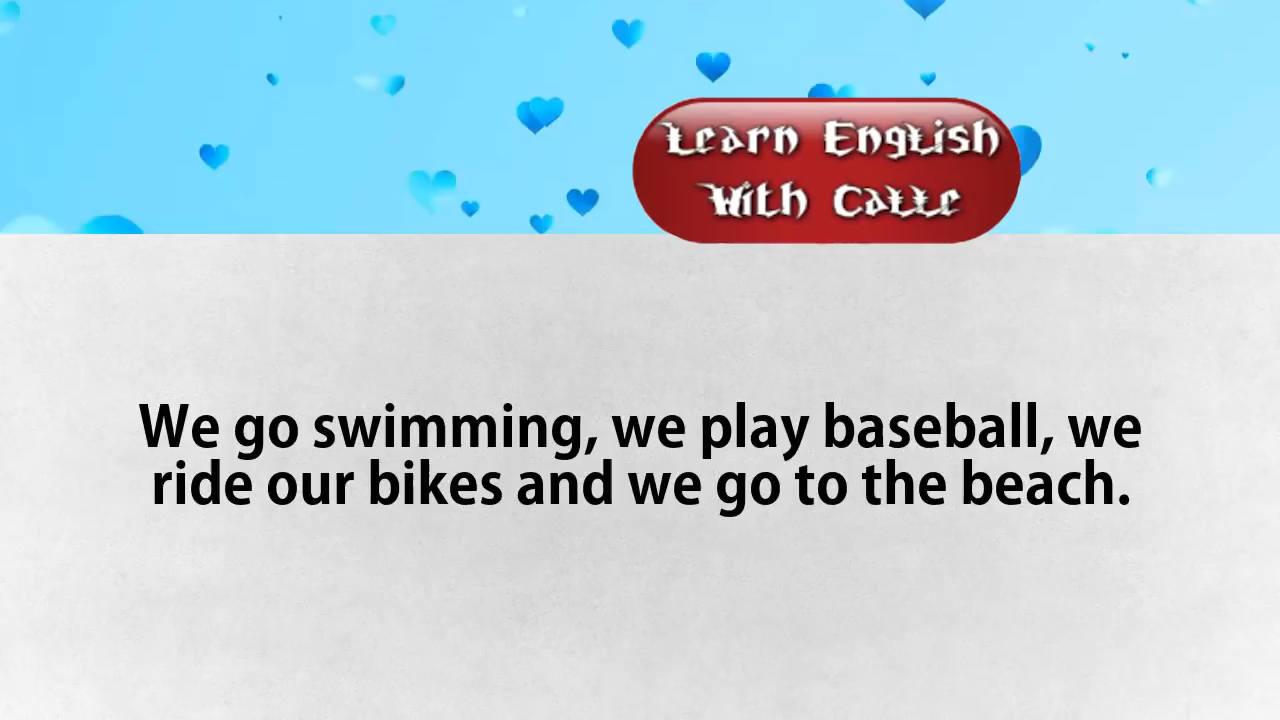 Learn English
With Calle
We go swimming, we play baseball, we
ride our bikes and we go to the beach.